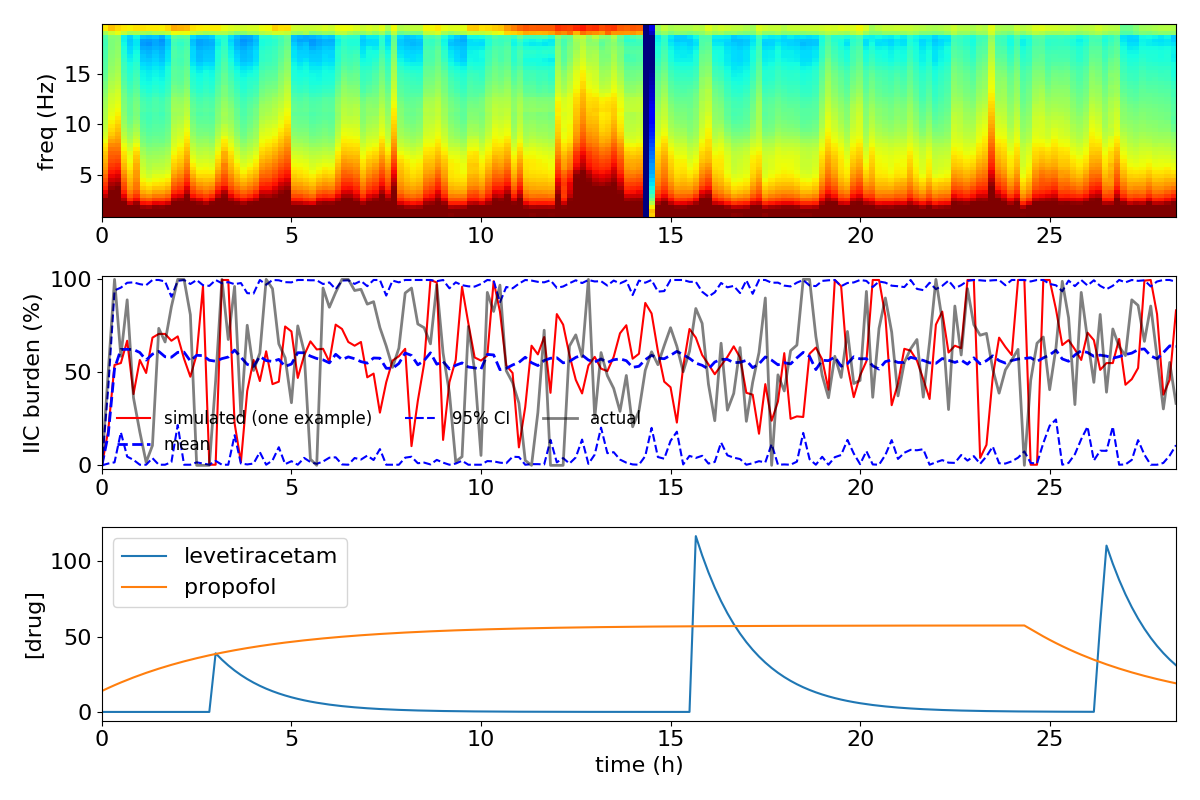 freq (Hz)
15
10
5
0 5 10 15 20 25
IIC burden (%)
100
50
0
simulated (one example) 95% CI actual
mean
0 5 10 15 20 25
[drug]
100
50
0
levetiracetam
propofol
0 5 10 15 20 25
time (h)